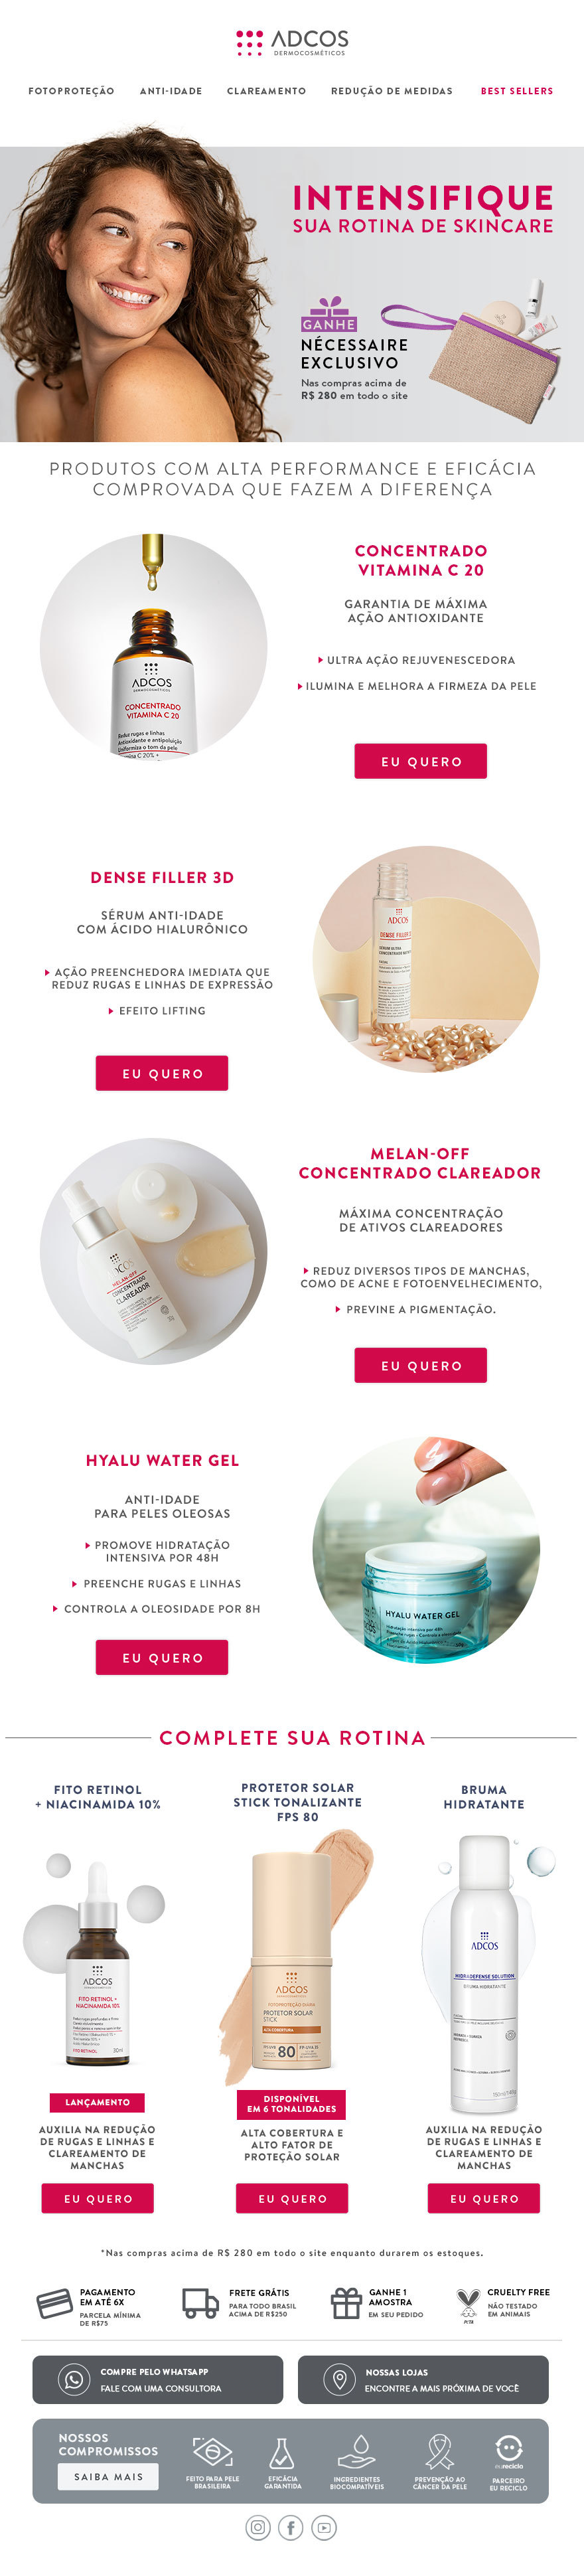 ADCOS
DERMOCOSMÉTICOS
FOTOPROTEÇÃO ANTI-IDADE CLAREAMENTO REDUÇÃO DE MEDIDAS BEST SELLERS
INTENSIFIQUE
SUA ROTINA DE SKINCARE
GANHE
NÉCESSAIRE
EXCLUSIVO
Nas compras acima de
R$ 280 em todo o site
PRODUTOS COM ALTA PERFORMANCE E EFICÁCIA
COMPROVADA QUE FAZEM A DIFERENÇA
ADCOS
DERMOCOSMÉTICOS
CONCENTRADO
VITAMINA C 20
Reduz rugas e linhas
Antioxidante e antipoluição
Uniformiza o tom da pele
CONCENTRADO
VITAMINA C 20
GARANTIA DE MÁXIMA
AÇÃO ANTIOXIDANTE
ULTRA AÇÃO REJUVENESCEDORA
ILUMINA E MELHORA A FIRMEZA DA PELE
EU QUERO
DENSE FILLER 3D
SÉRUM ANTI-IDADE
COM ÁCIDO HIALURÔNICO
AÇÃO PREENCHEDORA IMEDIATA QUE
REDUZ RUGAS E LINHAS DE EXPRESSÃO
EFEITO LIFTING
EU QUERO
ADCOS
DENSE FILLER
MELAN-OFF
CONCENTRADO
CLAREADOR
MELAN-OFF
CONCENTRADO CLAREADOR
MÁXIMA CONCENTRAÇÃO
DE ATIVOS CLAREADORES
REDUZ DIVERSOS TIPOS DE MANCHAS,
COMO DE ACNE E FOTOENVELHECIMENTO,
PREVINE A PIGMENTAÇÃO.
EU QUERO
HYALU WATER GEL
ANTI-IDADE
PARA PELES OLEOSAS
PROMOVE HIDRATAÇÃO
INTENSIVA POR 48H
PREENCHE RUGAS E LINHAS
CONTROLA A OLEOSIDADE POR 8H
EU QUERO
HYALU WATER GEL
COMPLETE SUA ROTINA
FITO RETINOL
+ NIACINAMIDA 10%
ADCOS
FITO RETINOL +
NIACINAMIDA 10%
FITO RETINOL
30ml
LANÇAMENTO
AUXILIA NA REDUÇÃO
DE RUGAS E LINHAS E
CLAREAMENTO DE
MANCHAS
EU QUERO
PROTETOR SOLAR
STICK TONALIZANTE
FPS 80
ADCOS
PROTETOR SOLAR
STICK
ALTA COBERTURA
80
DISPONÍVEL
EM 6 TONALIDADES
ALTA COBERTURA E
ALTO FATOR DE
PROTEÇÃO SOLAR
EU QUERO
BRUMA
HIDRATANTE
ADCOS
HYDRADEFENSE SOLUTION
BRUMA HIDRATANTE
AUXILIA NA REDUÇÃO
DE RUGAS E LINHAS E
CLAREAMENTO DE
MANCHAS
EU QUERO
*Nas compras acima de R$ 280 em todo o site enquanto durarem os estoques.
PAGAMENTO
EM ATÉ 6X
PARCELA MÍNIMA
DE R$75
FRETE GRÁTIS
PARA TODO BRASIL
ACIMA DE R$250
GANHE 1
AMOSTRA
EM SEU PEDIDO
PETA
CRUELTY FREE
NÃO TESTADO
EM ANIMAIS
COMPRE PELO WHATSAPP
FALE COM UMA CONSULTORA
NOSSAS LOJAS
ENCONTRE A MAIS PRÓXIMA DE VOCÊ
NOSSOS
COMPROMISSOS
SAIBA MAIS
FEITO PARA PELE
BRASILEIRA
EFICÁCIA
GARANTIDA
INGREDIENTES
BIOCOMPATÍVEIS
PREVENÇÃO AO
CÂNCER DA PELE
eureciclo
PARCEIRO
EU RECICLO